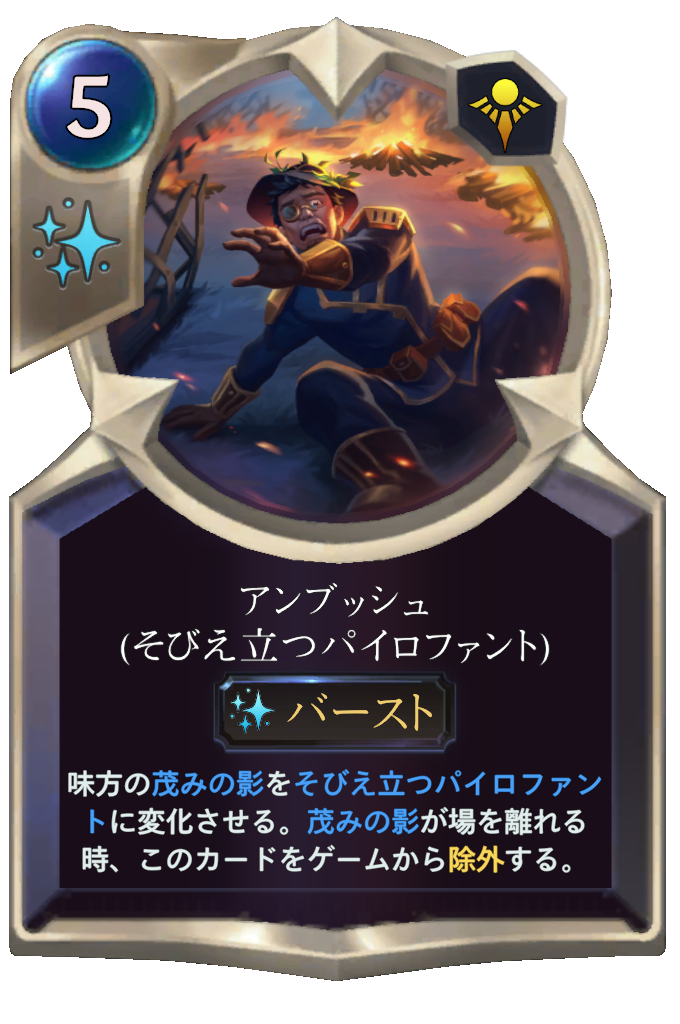 5
アンブッシュ
(そびえ立つパイロファント)
バースト
味方の茂みの影をそびえ立つパイロファン
トに変化させる。茂みの影が場を離れる
時、このカードをゲームから除外する。